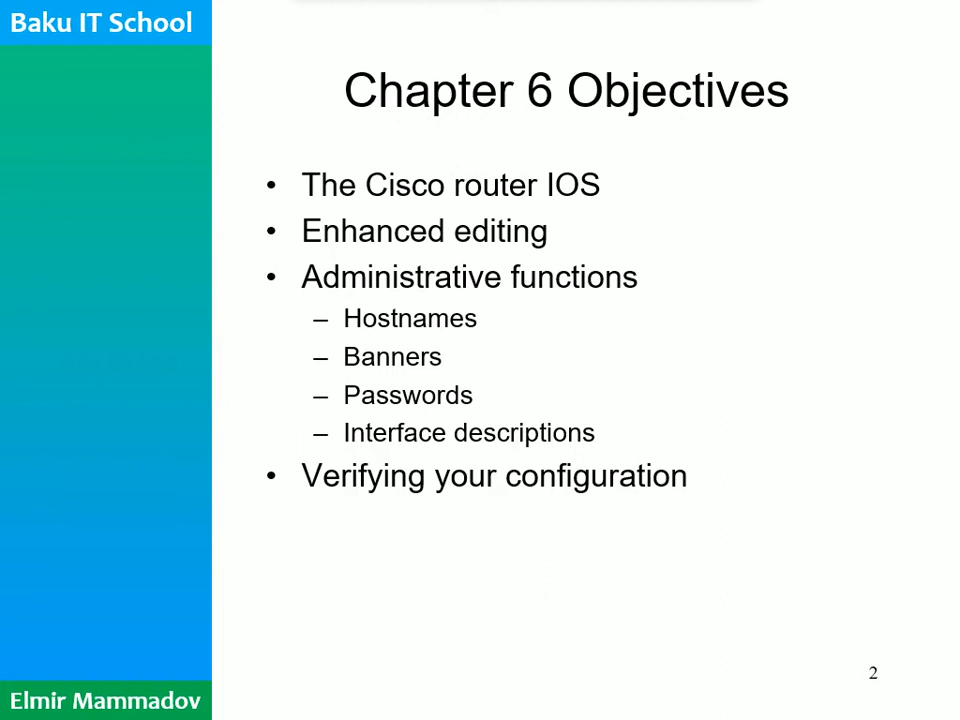 Baku IT School
Chapter 6 Objectives
• The Cisco router IOS
• Enhanced editing
• Administrative functions
– Hostnames
– Banners
– Passwords
– Interface descriptions
• Verifying your configuration
2
Elmir Mammadov